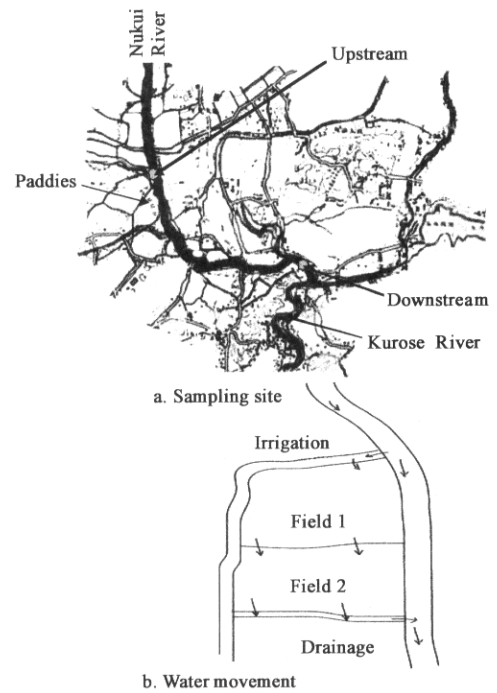 Nukui
River
Upstream
Paddies
Downstream
Kurose River
a. Sampling site
Irrigation
Field 1
Field 2
Drainage
b. Water movement